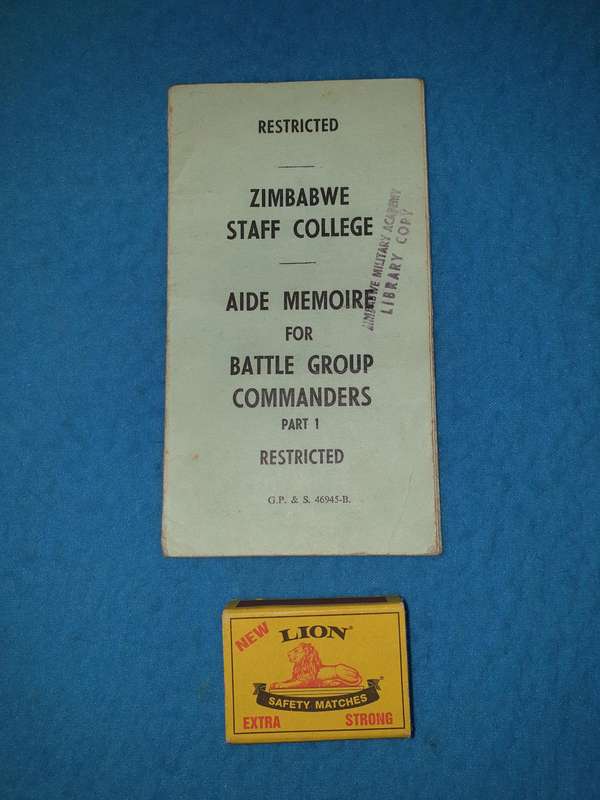 RESTRICTED
ZIMBABWE
STAFF COLLEGE
ZIMBABWE MILITARY ACADEMY
LIBRARY COPY
AIDE MEMOIRE
FOR
BATTLE GROUP
COMMANDERS
PART 1
RESTRICTED
G.P. & S. 46945-B.
NEW
LION
SAFETY MATCHES
EXTRA STRONG